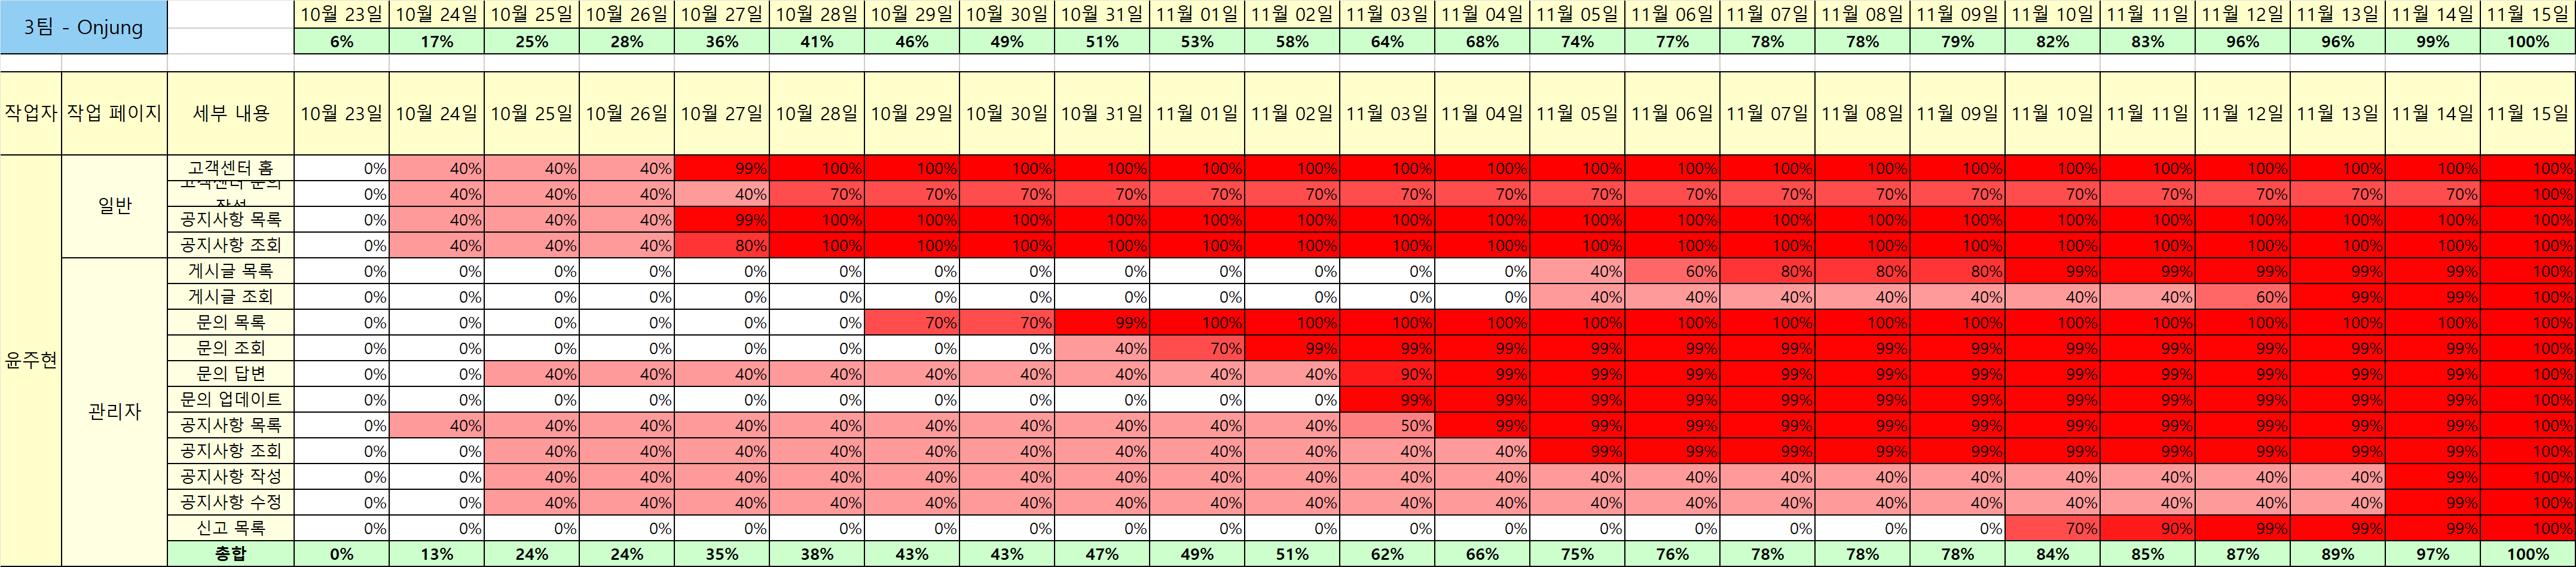 3팀 - Onjung 10월 23일 10월 24일 10월 25일 10월 26일 10월 27일 10월 28일 10월 29일 10월 30일 10월 31일 11월 01일 11월 02일 11월 03일 11월 04일 11월 05일 11월 06일 11월 07일 11월 08일 11월 09일 11월 10일 11월 11일 11월 12일 11월 13일 11월 14일 11월 15일
6% 17% 25% 28% 36% 41% 46% 49% 51% 53% 58% 64% 68% 74% 77% 78% 78% 79% 82% 83% 96% 96% 99% 100%
작업자 작업 페이지 세부 내용 10월 23일 10월 24일 10월 25일 10월 26일 10월 27일 10월 28일 10월 29일 10월 30일 10월 31일 11월 01일 11월 02일 11월 03일 11월 04일 11월 05일 11월 06일 11월 07일 11월 08일 11월 09일 11월 10일 11월 11일 11월 12일 11월 13일 11월 14일 11월 15일
윤주현 일반 고객센터 홈 0% 40% 40% 40% 99% 100% 100% 100% 100% 100% 100% 100% 100% 100% 100% 100% 100% 100% 100% 100% 100% 100% 100% 100%
고객센터 문의 작성 0% 40% 40% 40% 40% 70% 70% 70% 70% 70% 70% 70% 70% 70% 70% 70% 70% 70% 70% 70% 70% 70% 70% 100%
공지사항 목록 0% 40% 40% 40% 99% 100% 100% 100% 100% 100% 100% 100% 100% 100% 100% 100% 100% 100% 100% 100% 100% 100% 100% 100%
공지사항 조회 0% 40% 40% 40% 80% 100% 100% 100% 100% 100% 100% 100% 100% 100% 100% 100% 100% 100% 100% 100% 100% 100% 100% 100%
관리자 게시글 목록 0% 0% 0% 0% 0% 0% 0% 0% 0% 0% 0% 0% 0% 40% 60% 80% 80% 80% 99% 99% 99% 99% 99% 100%
게시글 조회 0% 0% 0% 0% 0% 0% 0% 0% 0% 0% 0% 0% 0% 40% 40% 40% 40% 40% 40% 40% 60% 99% 99% 100%
문의 목록 0% 0% 0% 0% 0% 0% 70% 70% 99% 100% 100% 100% 100% 100% 100% 100% 100% 100% 100% 100% 100% 100% 100% 100%
문의 조회 0% 0% 0% 0% 0% 0% 0% 0% 40% 70% 99% 99% 99% 99% 99% 99% 99% 99% 99% 99% 99% 99% 99% 100%
문의 답변 0% 0% 40% 40% 40% 40% 40% 40% 40% 40% 40% 90% 99% 99% 99% 99% 99% 99% 99% 99% 99% 99% 99% 100%
문의 업데이트 0% 0% 0% 0% 0% 0% 0% 0% 0% 0% 0% 99% 99% 99% 99% 99% 99% 99% 99% 99% 99% 99% 99% 100%
공지사항 목록 0% 40% 40% 40% 40% 40% 40% 40% 40% 40% 40% 50% 99% 99% 99% 99% 99% 99% 99% 99% 99% 99% 99% 100%
공지사항 조회 0% 0% 40% 40% 40% 40% 40% 40% 40% 40% 40% 40% 40% 99% 99% 99% 99% 99% 99% 99% 99% 99% 99% 100%
공지사항 작성 0% 0% 40% 40% 40% 40% 40% 40% 40% 40% 40% 40% 40% 40% 40% 40% 40% 40% 40% 40% 40% 40% 99% 100%
공지사항 수정 0% 0% 40% 40% 40% 40% 40% 40% 40% 40% 40% 40% 40% 40% 40% 40% 40% 40% 40% 40% 40% 40% 99% 100%
신고 목록 0% 0% 0% 0% 0% 0% 0% 0% 0% 0% 0% 0% 0% 0% 0% 0% 0% 0% 70% 90% 99% 99% 99% 100%
총합 0% 13% 24% 24% 35% 38% 43% 43% 47% 49% 51% 62% 66% 75% 76% 78% 78% 78% 84% 85% 87% 89% 97% 100%